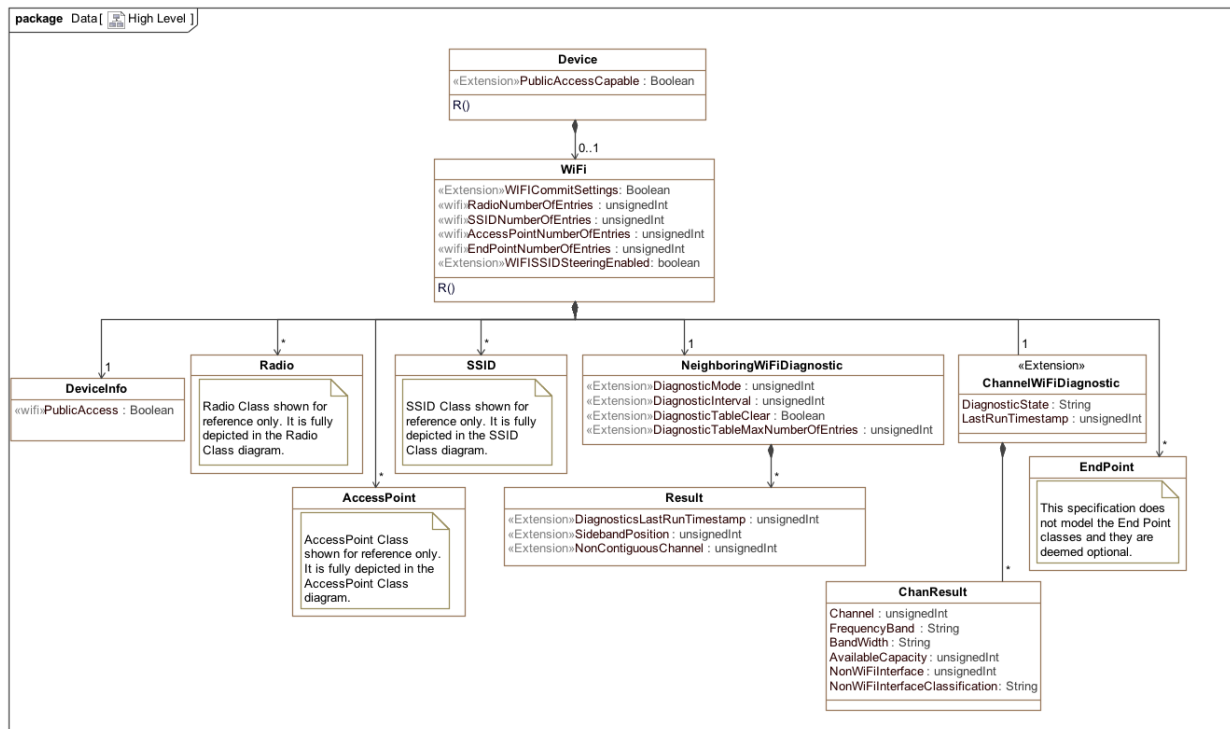 package Data[ High Level ]
Device
«Extension»PublicAccessCapable : Boolean
R()
0..1
WiFi
«Extension»WIFICommitSettings: Boolean
«wifi»RadioNumberOfEntries : unsignedInt
«wifi»SSIDNumberOfEntries : unsignedInt
«wifi»AccessPointNumberOfEntries : unsignedInt
«wifi»EndPointNumberOfEntries : unsignedInt
«Extension»WIFISSIDSteeringEnabled: boolean
R()
1
DeviceInfo
«wifi»PublicAccess : Boolean
*
Radio
Radio Class shown for
reference only. It is fully
depicted in the Radio
Class diagram.
*
AccessPoint
AccessPoint Class
shown for reference only.
It is fully depicted in the
AccessPoint Class
diagram.
*
SSID
SSID Class shown for
reference only. It is fully
depicted in the SSID
Class diagram.
1
NeighboringWiFiDiagnostic
«Extension»DiagnosticMode : unsignedInt
«Extension»DiagnosticInterval : unsignedInt
«Extension»DiagnosticTableClear : Boolean
«Extension»DiagnosticTableMaxNumberOfEntries : unsignedInt
*
Result
«Extension»DiagnosticsLastRunTimestamp : unsignedInt
«Extension»SidebandPosition : unsignedInt
«Extension»NonContiguousChannel : unsignedInt
1
«Extension»
ChannelWiFiDiagnostic
DiagnosticState : String
LastRunTimestamp : unsignedInt
*
ChanResult
Channel : unsignedInt
FrequencyBand : String
BandWidth : String
AvailableCapacity : unsignedInt
NonWiFiInterface : unsignedInt
NonWiFiInterfaceClassification: String
*
EndPoint
This specification does
not model the End Point
classes and they are
deemed optional.